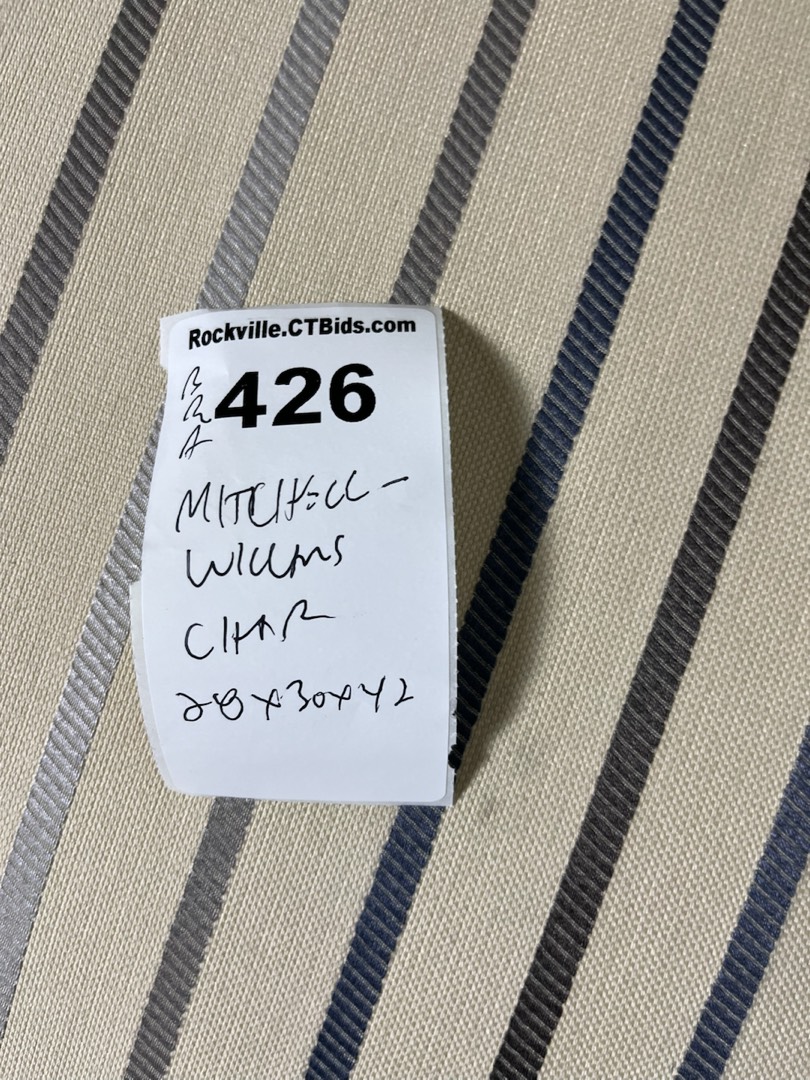 Rockville.CTBids.com
426
MITCHELL -
WILLIAMS
CHAIR
28x30x42